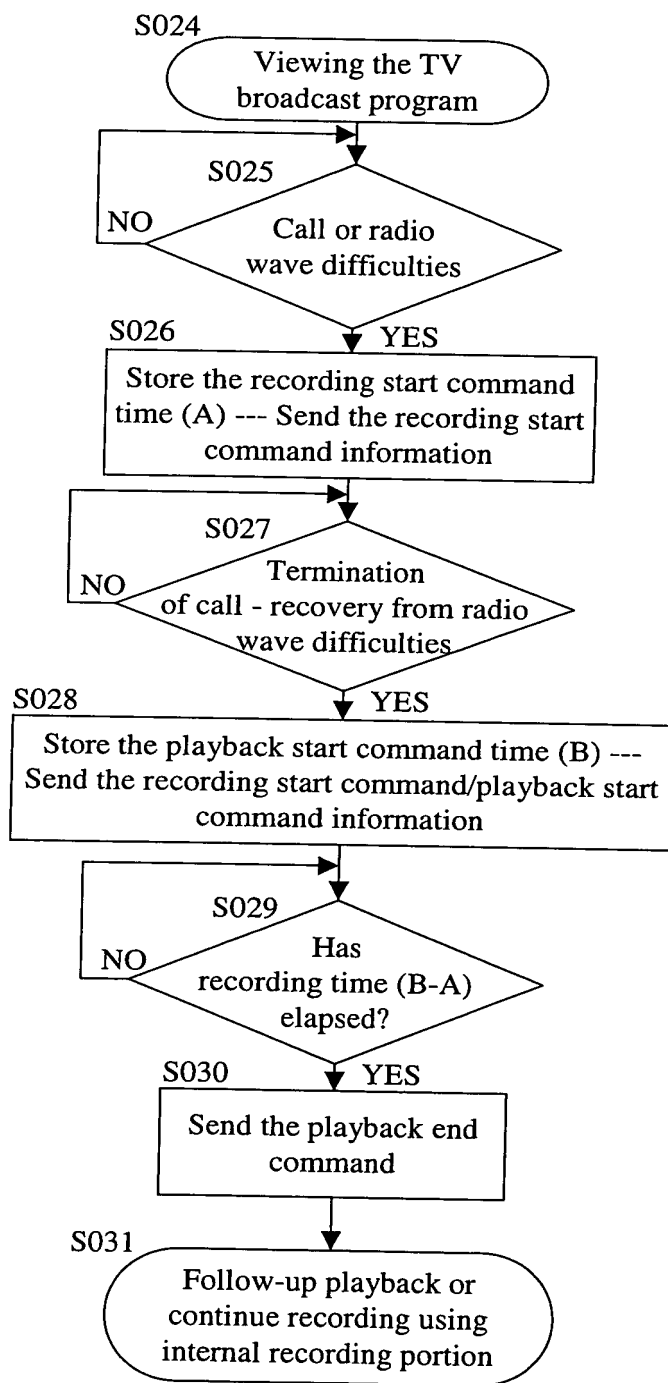 S024
Viewing the TV
broadcast program
S025
NO
Call or radio
wave difficulties
YES
S026
Store the recording start command
time (A) --- Send the recording start
command information
S027
NO
Termination
of call - recovery from radio
wave difficulties
YES
S028
Store the playback start command time (B) ---
Send the recording start command/playback start
command information
S029
NO
Has
recording time (B-A)
elapsed?
YES
S030
Send the playback end
command
S031
Follow-up playback or
continue recording using
internal recording portion